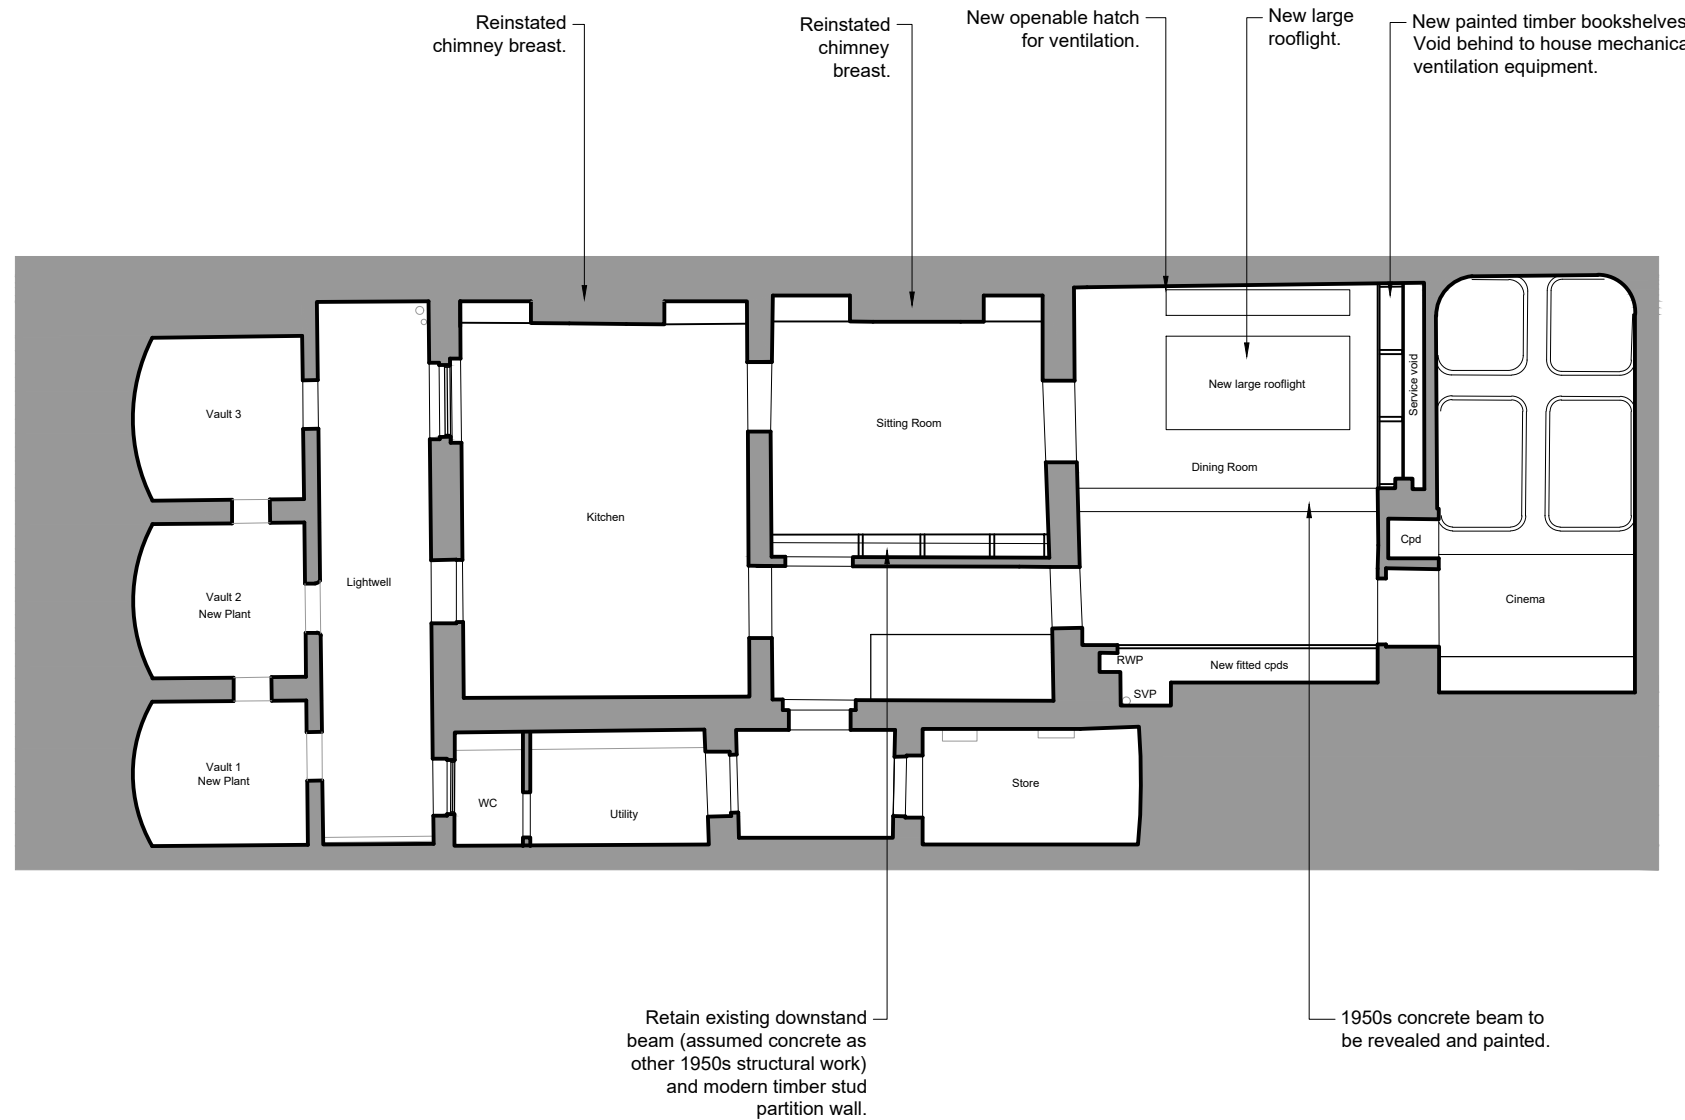 Reinstated
chimney breast.
Reinstated
chimney
breast.
New openable hatch
for ventilation.
New large
rooflight.
New painted timber bookshelves
Void behind to house mechanica
ventilation equipment.
Vault 3
Vault 2
New Plant
Vault 1
New Plant
Lightwell
Kitchen
Sitting Room
New large rooflight
Dining Room
Service void
Cpd
Cinema
RWP
SVP
New fitted cpds
WC
Utility
Store
Retain existing downstand
beam (assumed concrete as
other 1950s structural work)
and modern timber stud
partition wall.
1950s concrete beam to
be revealed and painted.